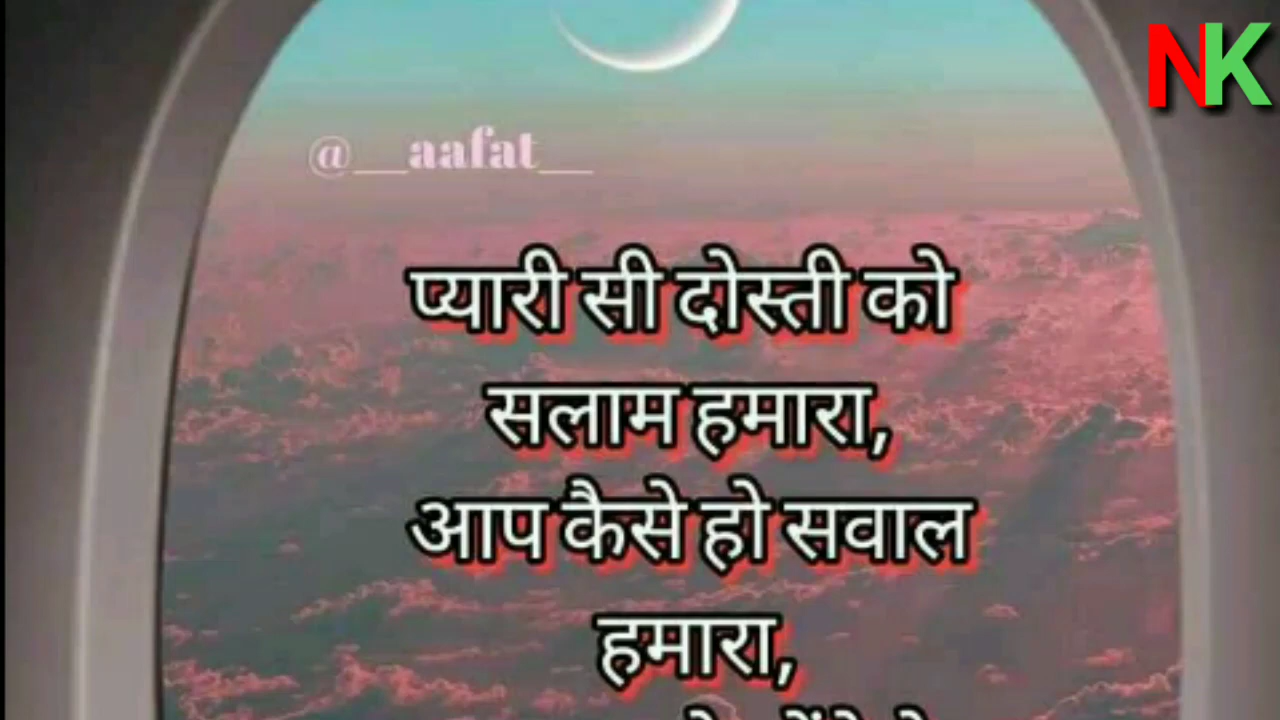 NK
@__aafat__
प्यारी सी दोस्ती को
सलाम हमारा,
आप कैसे हो सवाल
हमारा,